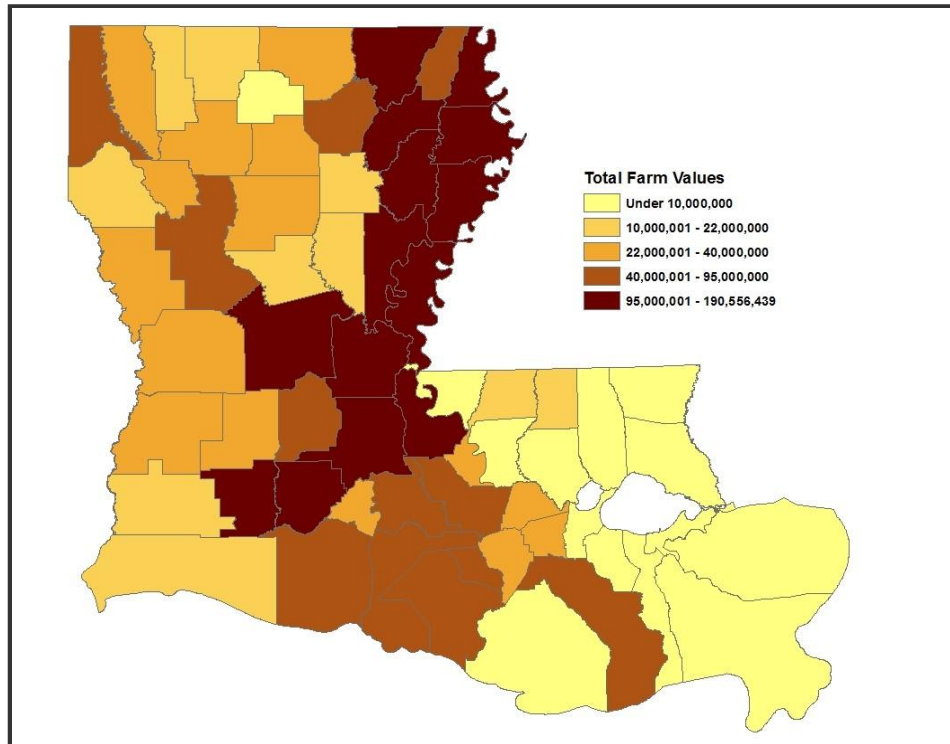 Total Farm Values
Under 10,000,000
10,000,001 - 22,000,000
22,000,001 - 40,000,000
40,000,001 - 95,000,000
95,000,001 - 190,556,439